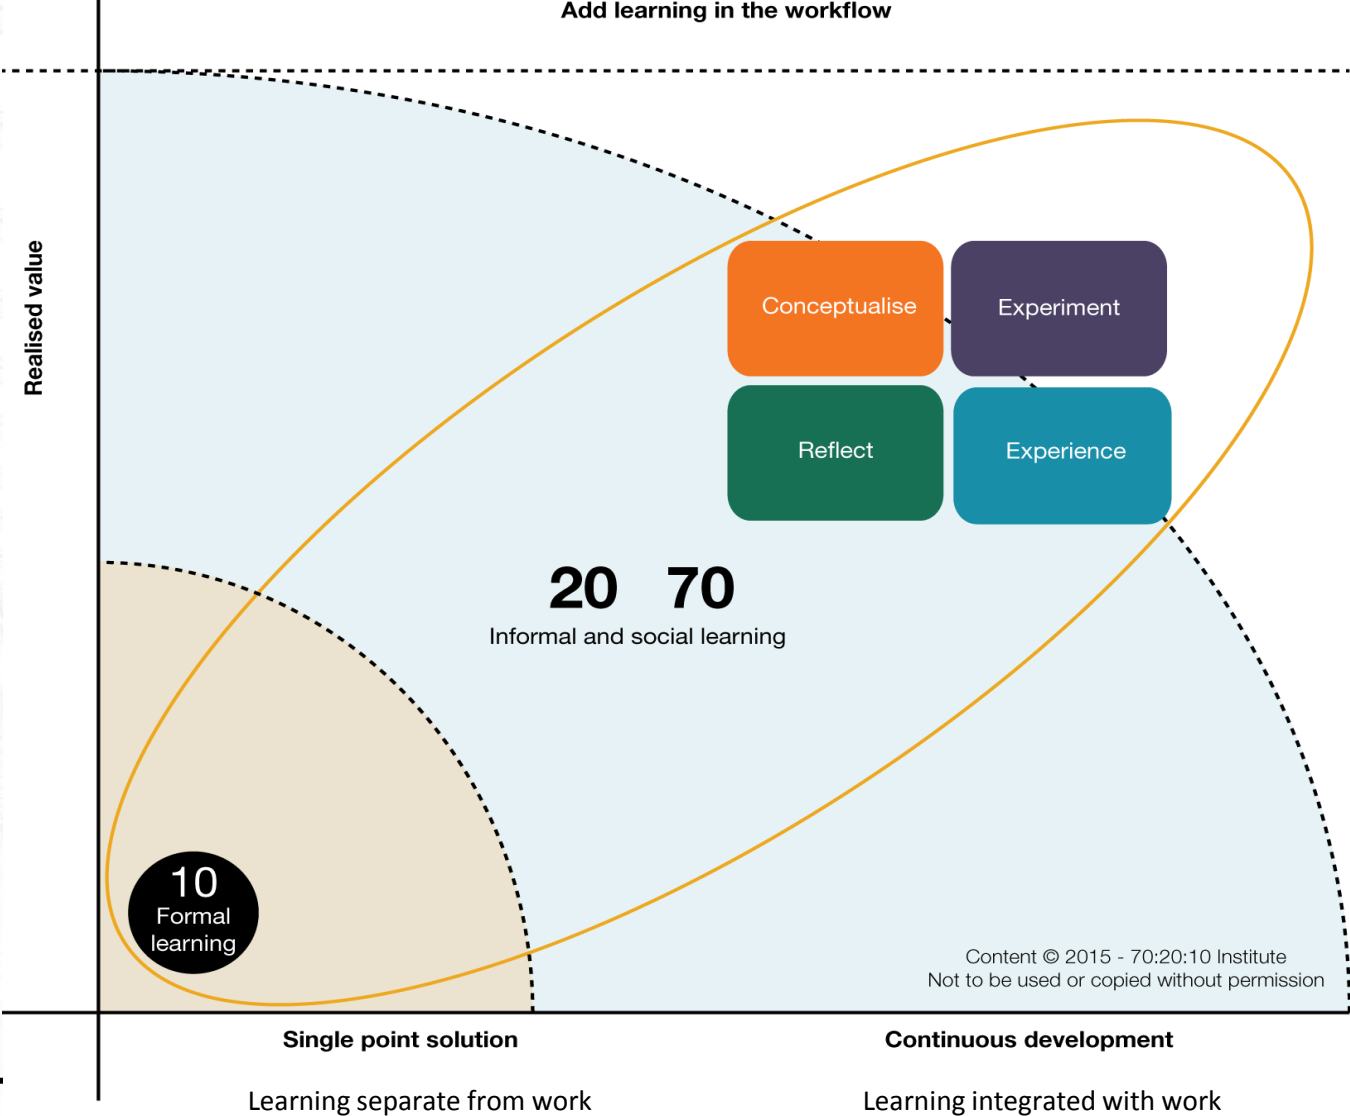 Add learning in the workflow
Realised value
Conceptualise
Experiment
Reflect
Experience
20 70
Informal and social learning
10
Formal
learning
Content © 2015 - 70:20:10 Institute
Not to be used or copied without permission
Single point solution
Continuous development
Learning separate from work
Learning integrated with work